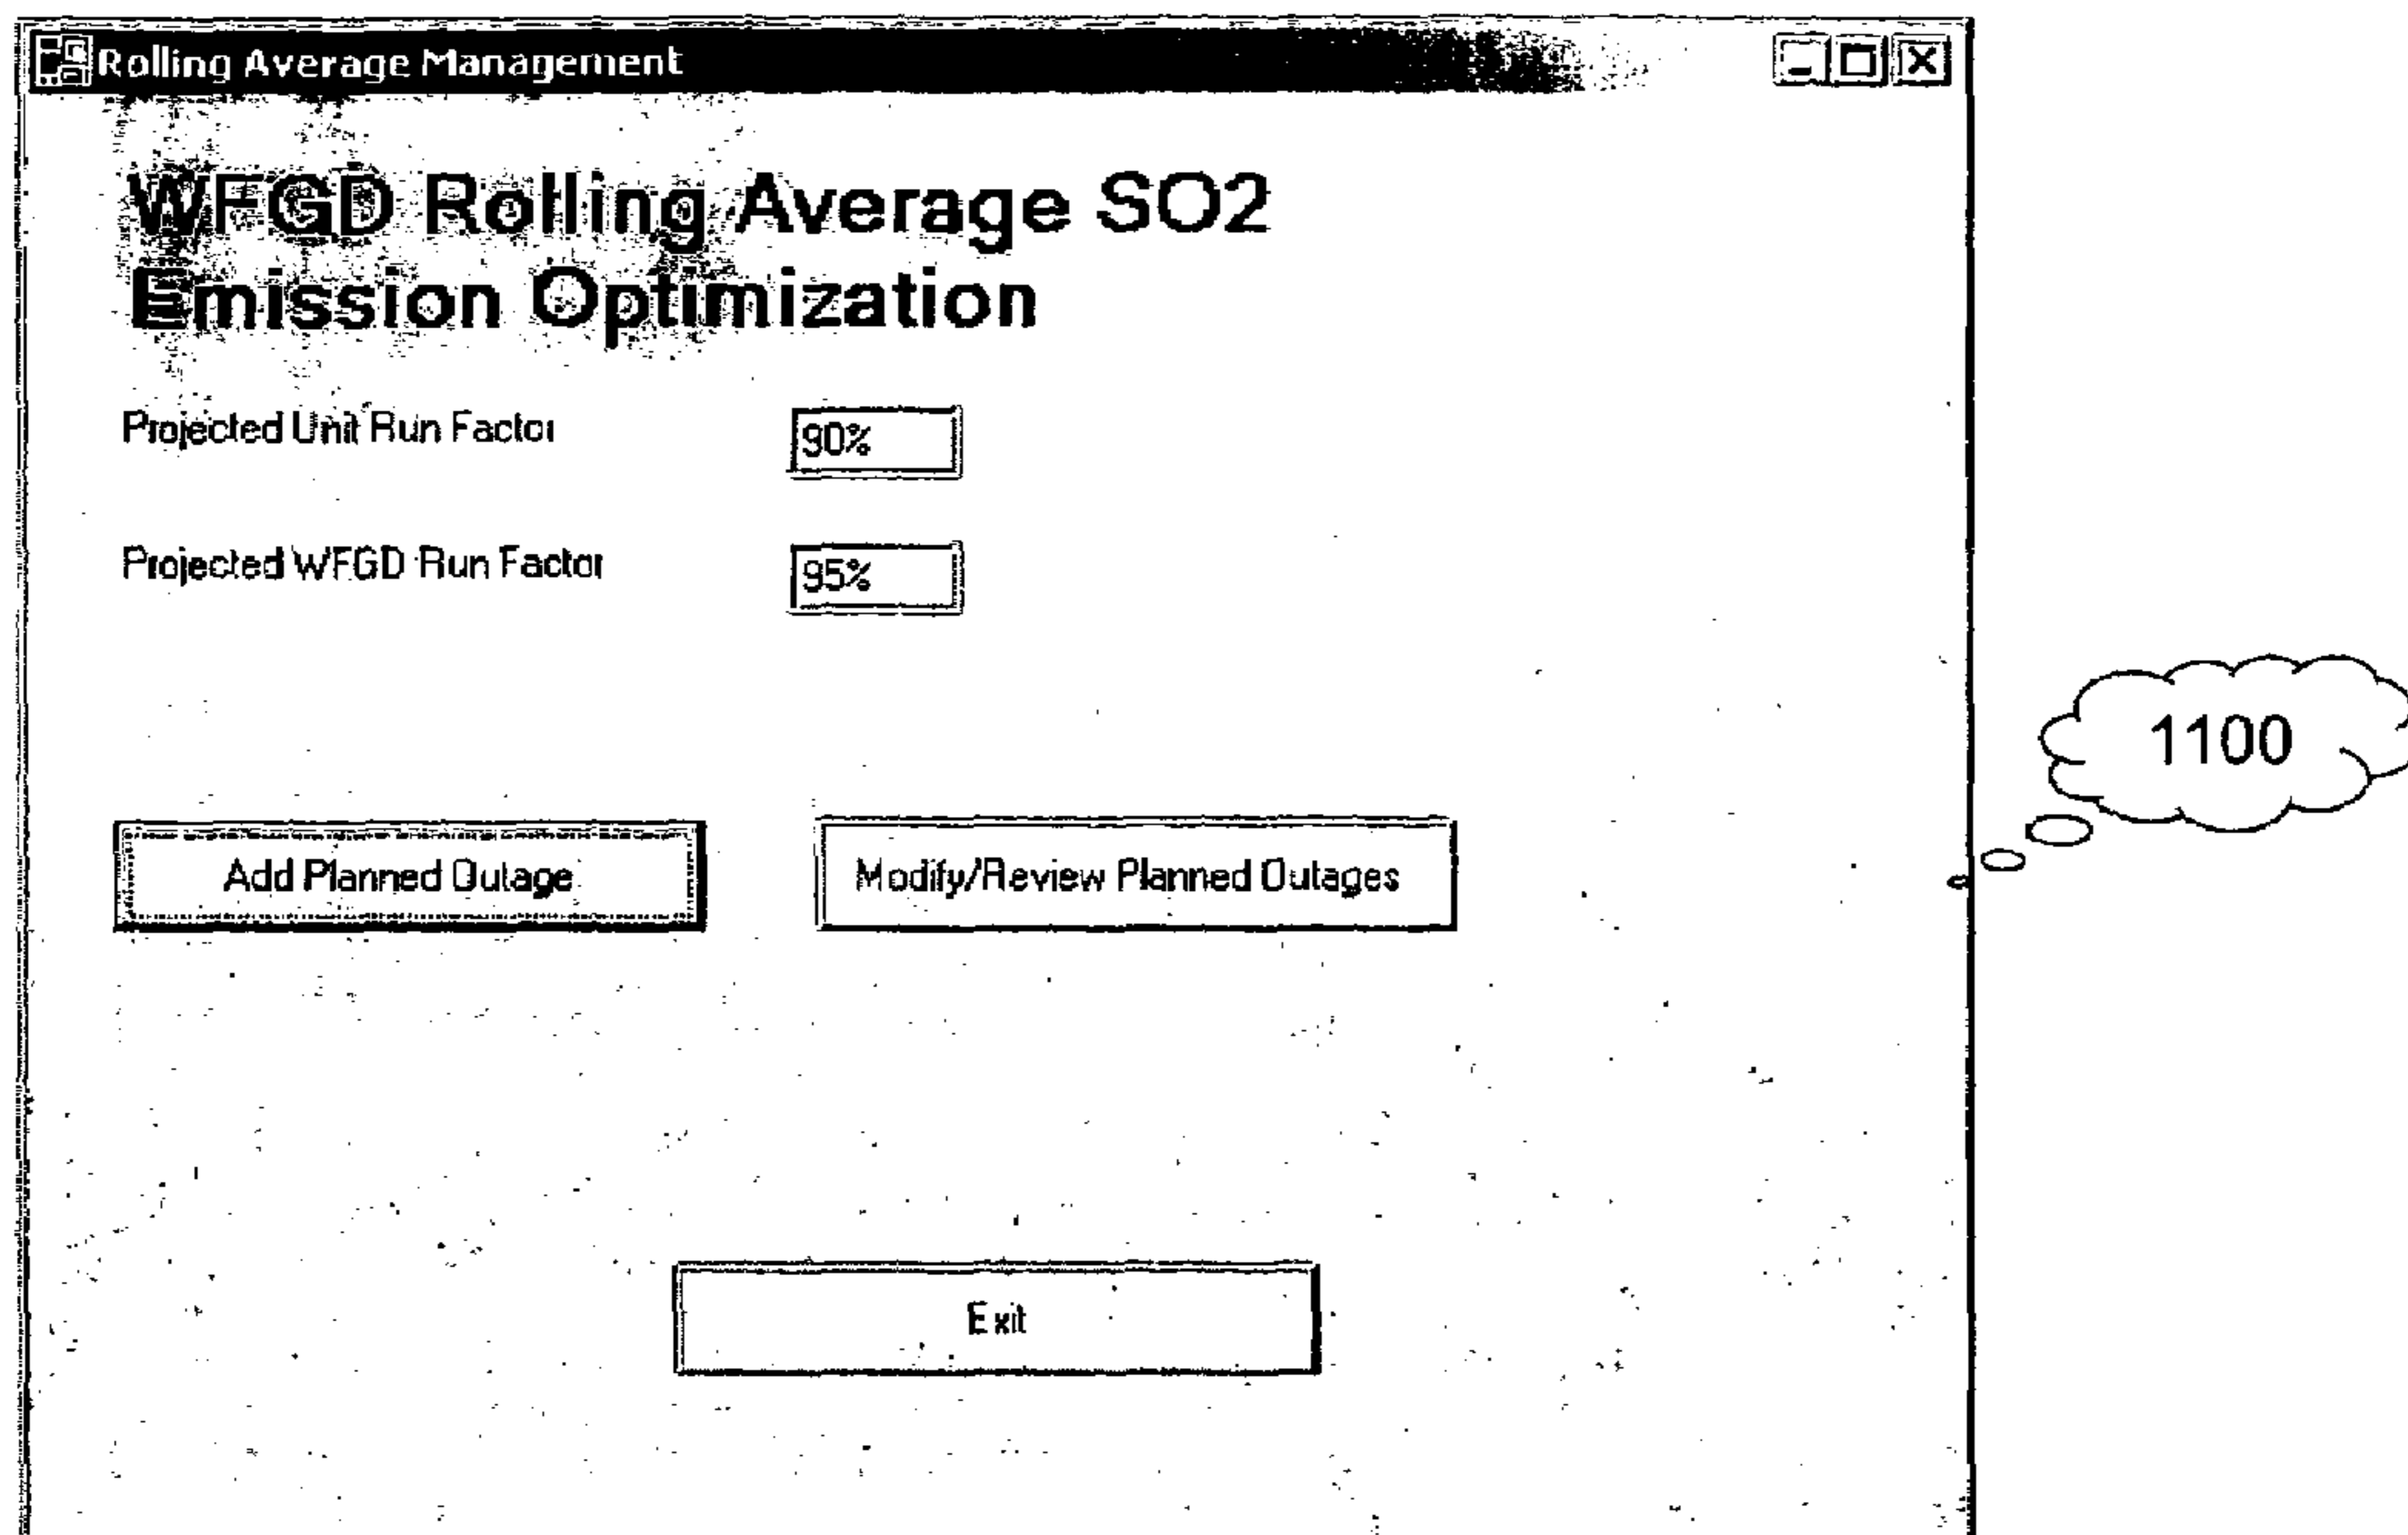 Rolling Average Management
WFGD Rolling Average SO2
Emission Optimization
Projected Unit Run Factor
90%
Projected WFGD Run Factor
95%
1100
Add Planned Outage
Modify/Review Planned Outages
Exit